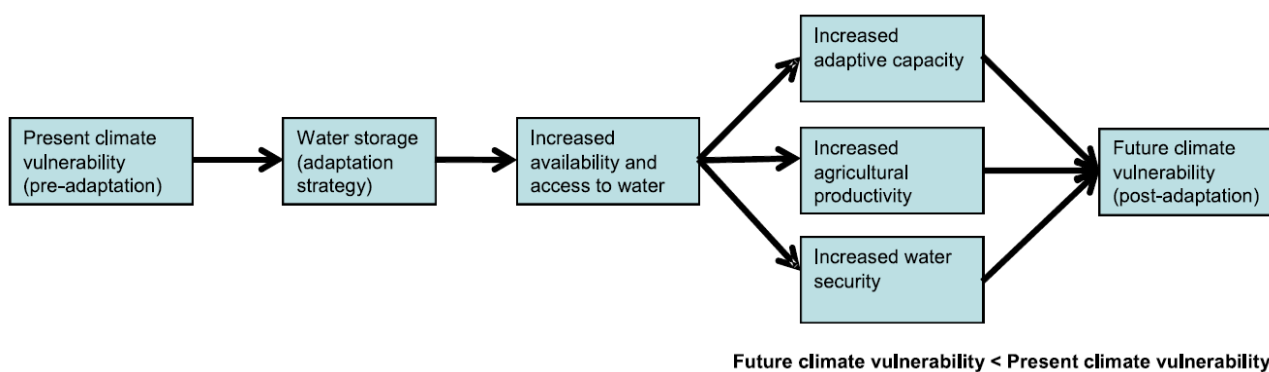 Present climate
vulnerability
(pre-adaptation)
Water storage
(adaptation
strategy)
Increased
availability and
access to water
Increased
adaptive capacity
Increased
agricultural
productivity
Increased water
security
Future climate
vulnerability
(post-adaptation)
Future climate vulnerability < Present climate vulnerability